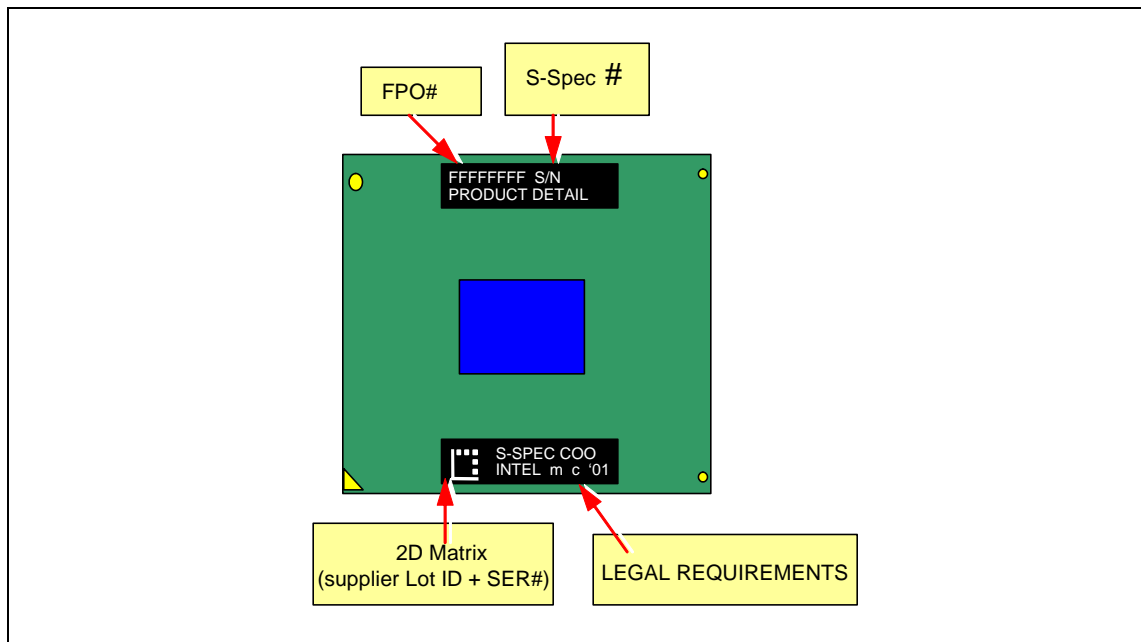 FPO#
S-Spec #
FFFFFFFF S/N
PRODUCT DETAIL
S-SPEC COO
INTEL m c ‘01
2D Matrix
(supplier Lot ID + SER#)
LEGAL REQUIREMENTS